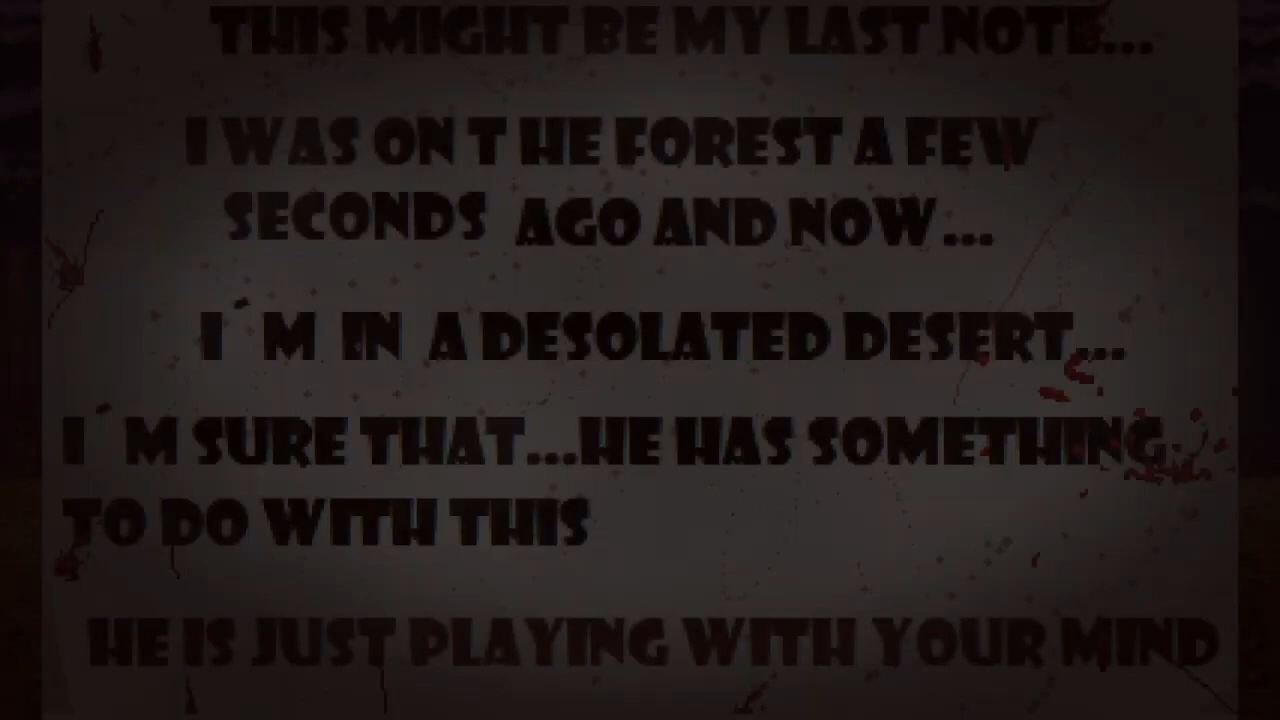 THIS MIGHT BE MY LAST NOTE...
I WAS ON T HE FOREST A FEW
SECONDS AGO AND NOW...
I´M IN A DESOLATED DESERT...
I´M SURE THAT...HE HAS SOMETHING
TO DO WITH THIS
HE IS JUST PLAYING WITH YOUR MIND